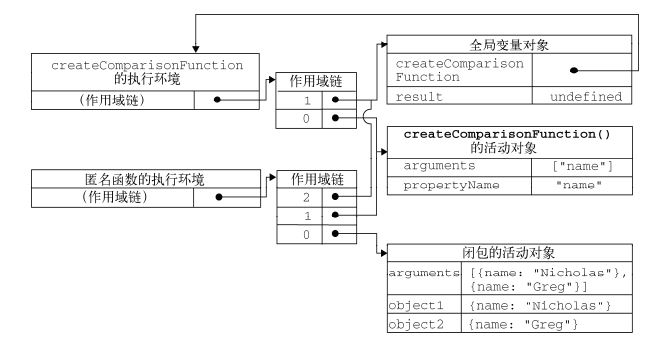 createComparisonFunction
的执行环境
(作用域链)
作用域链
1
0
全局变量对象
createComparison
Function
result undefined
createComparisonFunction()
的活动对象
arguments ["name"]
propertyName "name"
匿名函数的执行环境
(作用域链)
作用域链
2
1
0
闭包的活动对象
arguments [{name: "Nicholas"},
{name: "Greg"}]
object1 {name: "Nicholas"}
object2 {name: "Greg"}